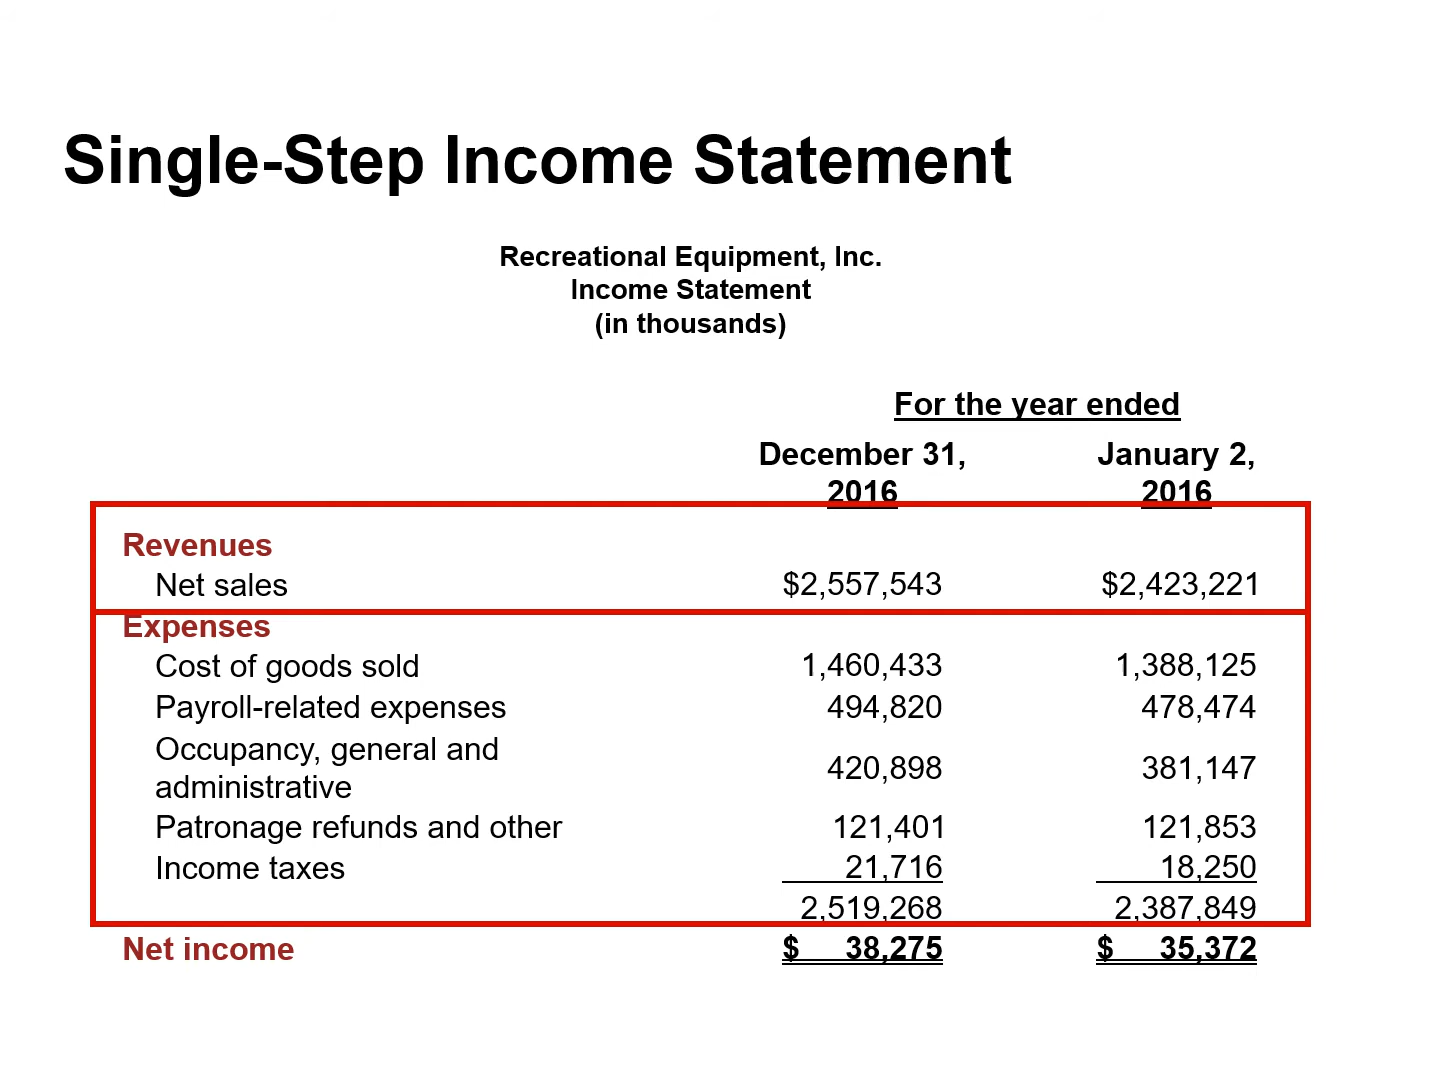 Single-Step Income Statement
Recreational Equipment, Inc.
Income Statement
(in thousands)
For the year ended
December 31, January 2,
2016 2016
Revenues
Net sales $2,557,543 $2,423,221
Expenses
Cost of goods sold 1,460,433 1,388,125
Payroll-related expenses 494,820 478,474
Occupancy, general and
administrative 420,898 381,147
Patronage refunds and other 121,401 121,853
Income taxes 21,716 18,250
2,519,268 2,387,849
Net income $ 38,275 $ 35,372